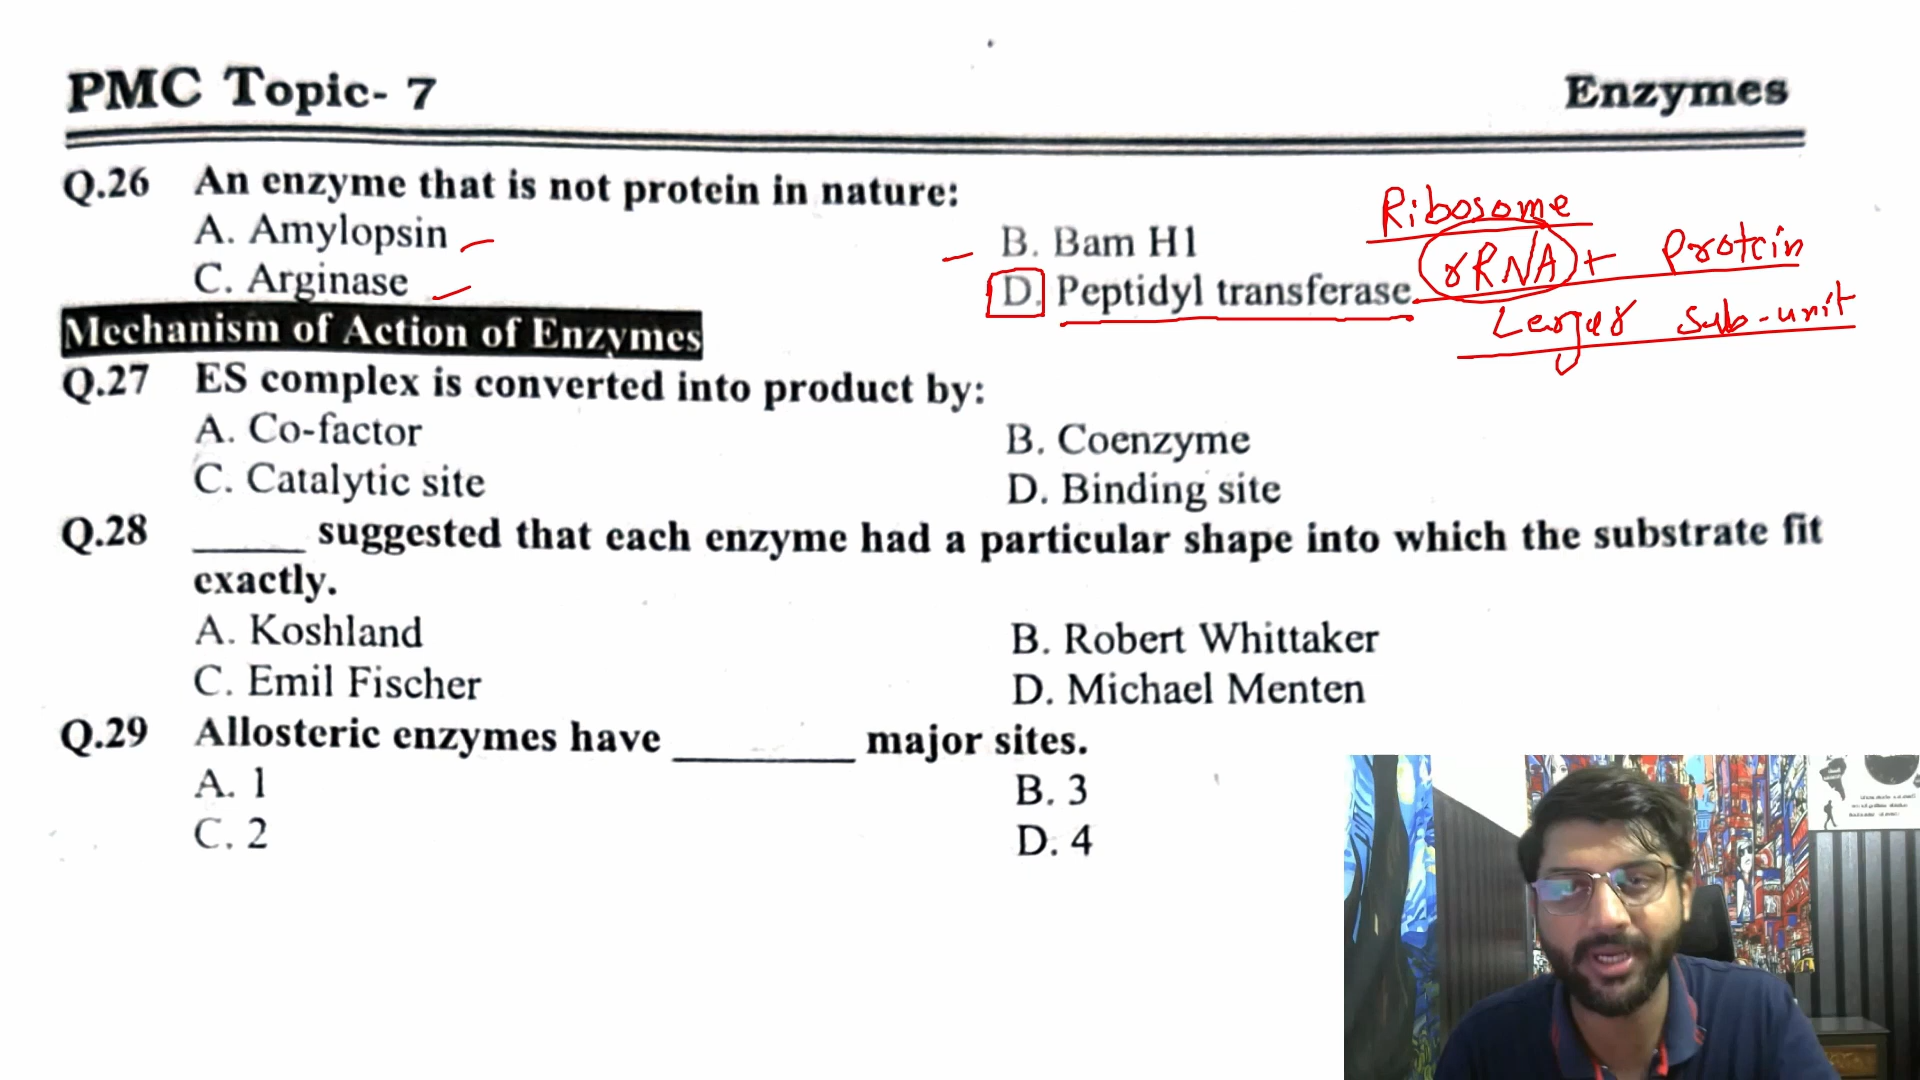 PMC Topic- 7 Enzymes
Q.26 An enzyme that is not protein in nature:
A. Amylopsin B. Bam H1
C. Arginase D. Peptidyl transferase
Ribosome
rRNA + Protein
Larger Sub-unit
Mechanism of Action of Enzymes
Q.27 ES complex is converted into product by:
A. Co-factor B. Coenzyme
C. Catalytic site D. Binding site
Q.28 _____ suggested that each enzyme had a particular shape into which the substrate fit
exactly.
A. Koshland B. Robert Whittaker
C. Emil Fischer D. Michael Menten
Q.29 Allosteric enzymes have ________ major sites.
A. 1 B. 3
C. 2 D. 4